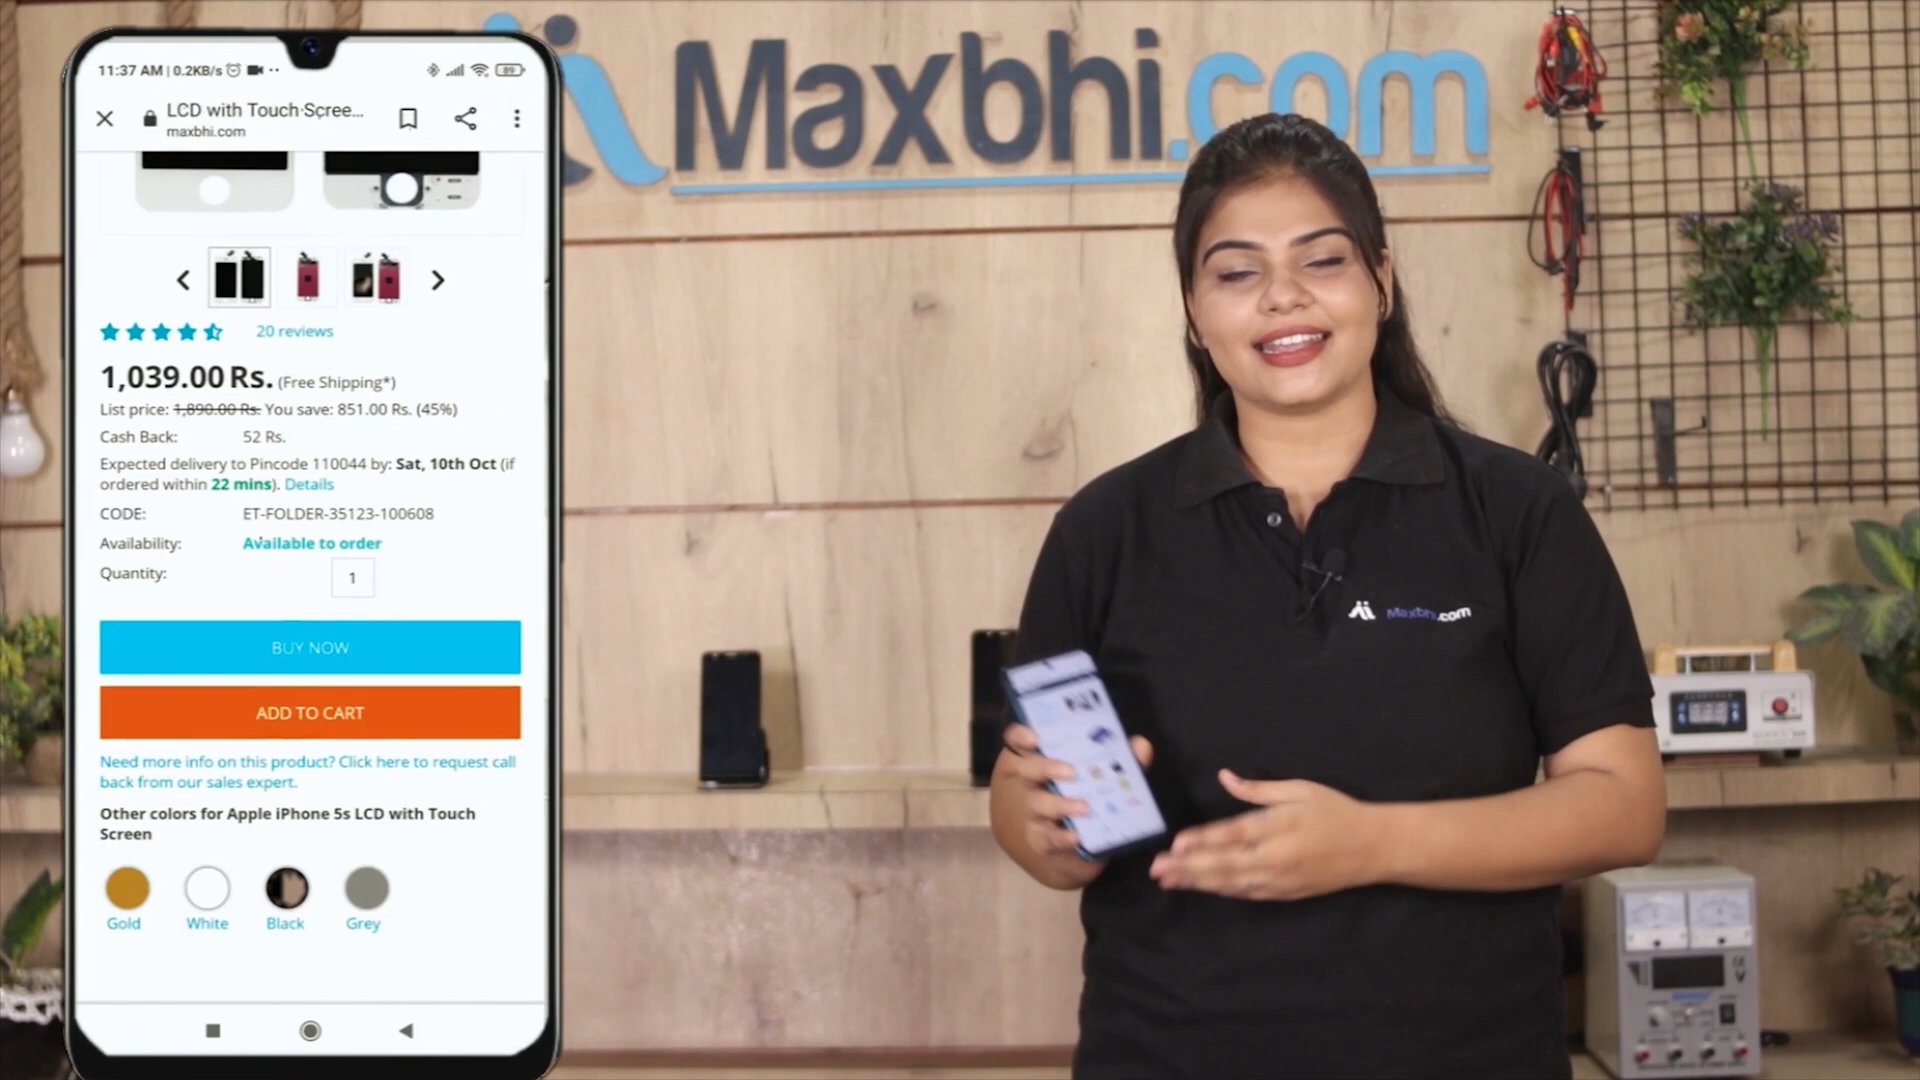 11:37 AM | 0.2KB/s
89
LCD with Touch Scree...
maxbhi.com
20 reviews
1,039.00 Rs. (Free Shipping*)
List price: 1,890.00 Rs. You save: 851.00 Rs. (45%)
Cash Back: 52 Rs.
Expected delivery to Pincode 110044 by: Sat, 10th Oct (if
ordered within 22 mins). Details
CODE: ET-FOLDER-35123-100608
Availability: Available to order
Quantity: 1
BUY NOW
ADD TO CART
Need more info on this product? Click here to request call
back from our sales expert.
Other colors for Apple iPhone 5s LCD with Touch
Screen
Gold White Black Grey
Maxbhi.com
Maxbhi.com